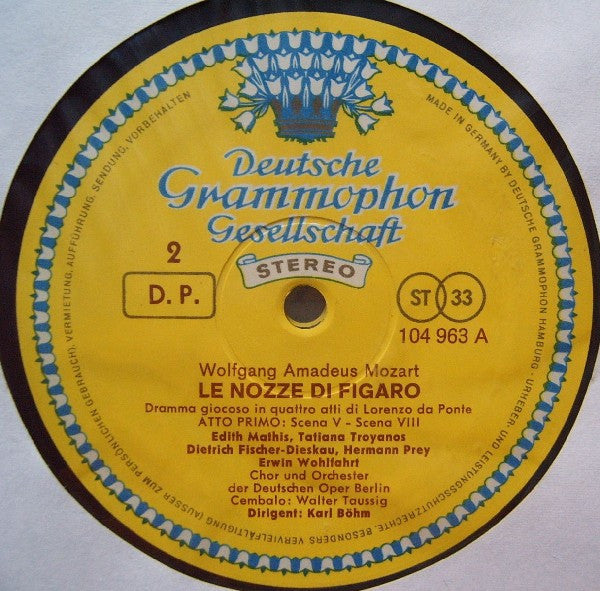 Deutsche
Grammophon
Gesellschaft
STEREO
2
D. P.
ST 33
104 963 A
Wolfgang Amadeus Mozart
LE NOZZE DI FIGARO
Dramma giocoso in quattro atti di Lorenzo da Ponte
ATTO PRIMO: Scena V - Scena VIII
Edith Mathis, Tatiana Troyanos
Dietrich Fischer-Dieskau, Hermann Prey
Erwin Wohlfahrt
Chor und Orchester
der Deutschen Oper Berlin
Cembalo: Walter Taussig
Dirigent: Karl Böhm
MADE IN GERMANY BY DEUTSCHE GRAMMOPHON HAMBURG · URHEBER- UND LEISTUNGSSCHUTZRECHTE, BESONDERS VERVIELFÄLTIGUNG (AUSSER ZUM PERSÖNLICHEN GEBRAUCH), VERMIETUNG, AUFFÜHRUNG, SENDUNG, VORBEHALTEN